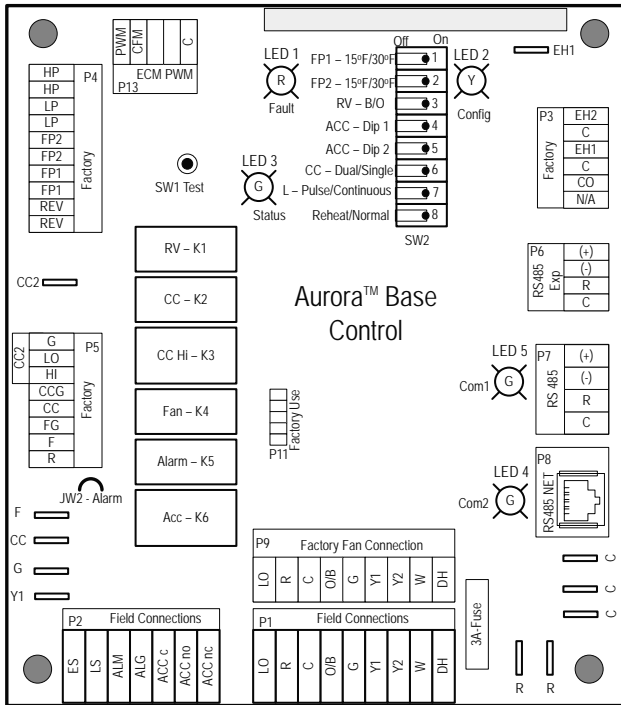 PWM
CFM
C
ECM PWM
P13
LED 1
R
Fault
Off On
FP1 – 15ºF/30ºF 1
FP2 – 15ºF/30ºF 2
RV – B/O 3
ACC – Dip 1 4
ACC – Dip 2 5
CC – Dual/Single 6
L – Pulse/Continuous 7
Reheat/Normal 8
SW2
LED 2
Y
Config
EH1
P4
Factory
HP
HP
LP
LP
FP2
FP2
FP1
FP1
REV
REV
SW1 Test
LED 3
G
Status
P3
Factory
EH2
C
EH1
C
CO
N/A
RV – K1
CC – K2
CC Hi – K3
Fan – K4
Alarm – K5
Acc – K6
Aurora™ Base
Control
P6
RS485
Exp
(+)
(-)
R
C
CC2
CC2
P5
Factory
G
LO
HI
CCG
CC
FG
F
R
JW2 - Alarm
Factory Use
P11
LED 5
Com1
G
P7
RS 485
(+)
(-)
R
C
LED 4
Com2
G
P8
RS485 NET
F
CC
G
Y1
P9 Factory Fan Connection
LO R C O/B G Y1 Y2 W DH
3A-Fuse
C
C
C
P2 Field Connections
ES LS ALM ALG ACC c ACC no ACC nc
P1 Field Connections
LO R C O/B G Y1 Y2 W DH
R R